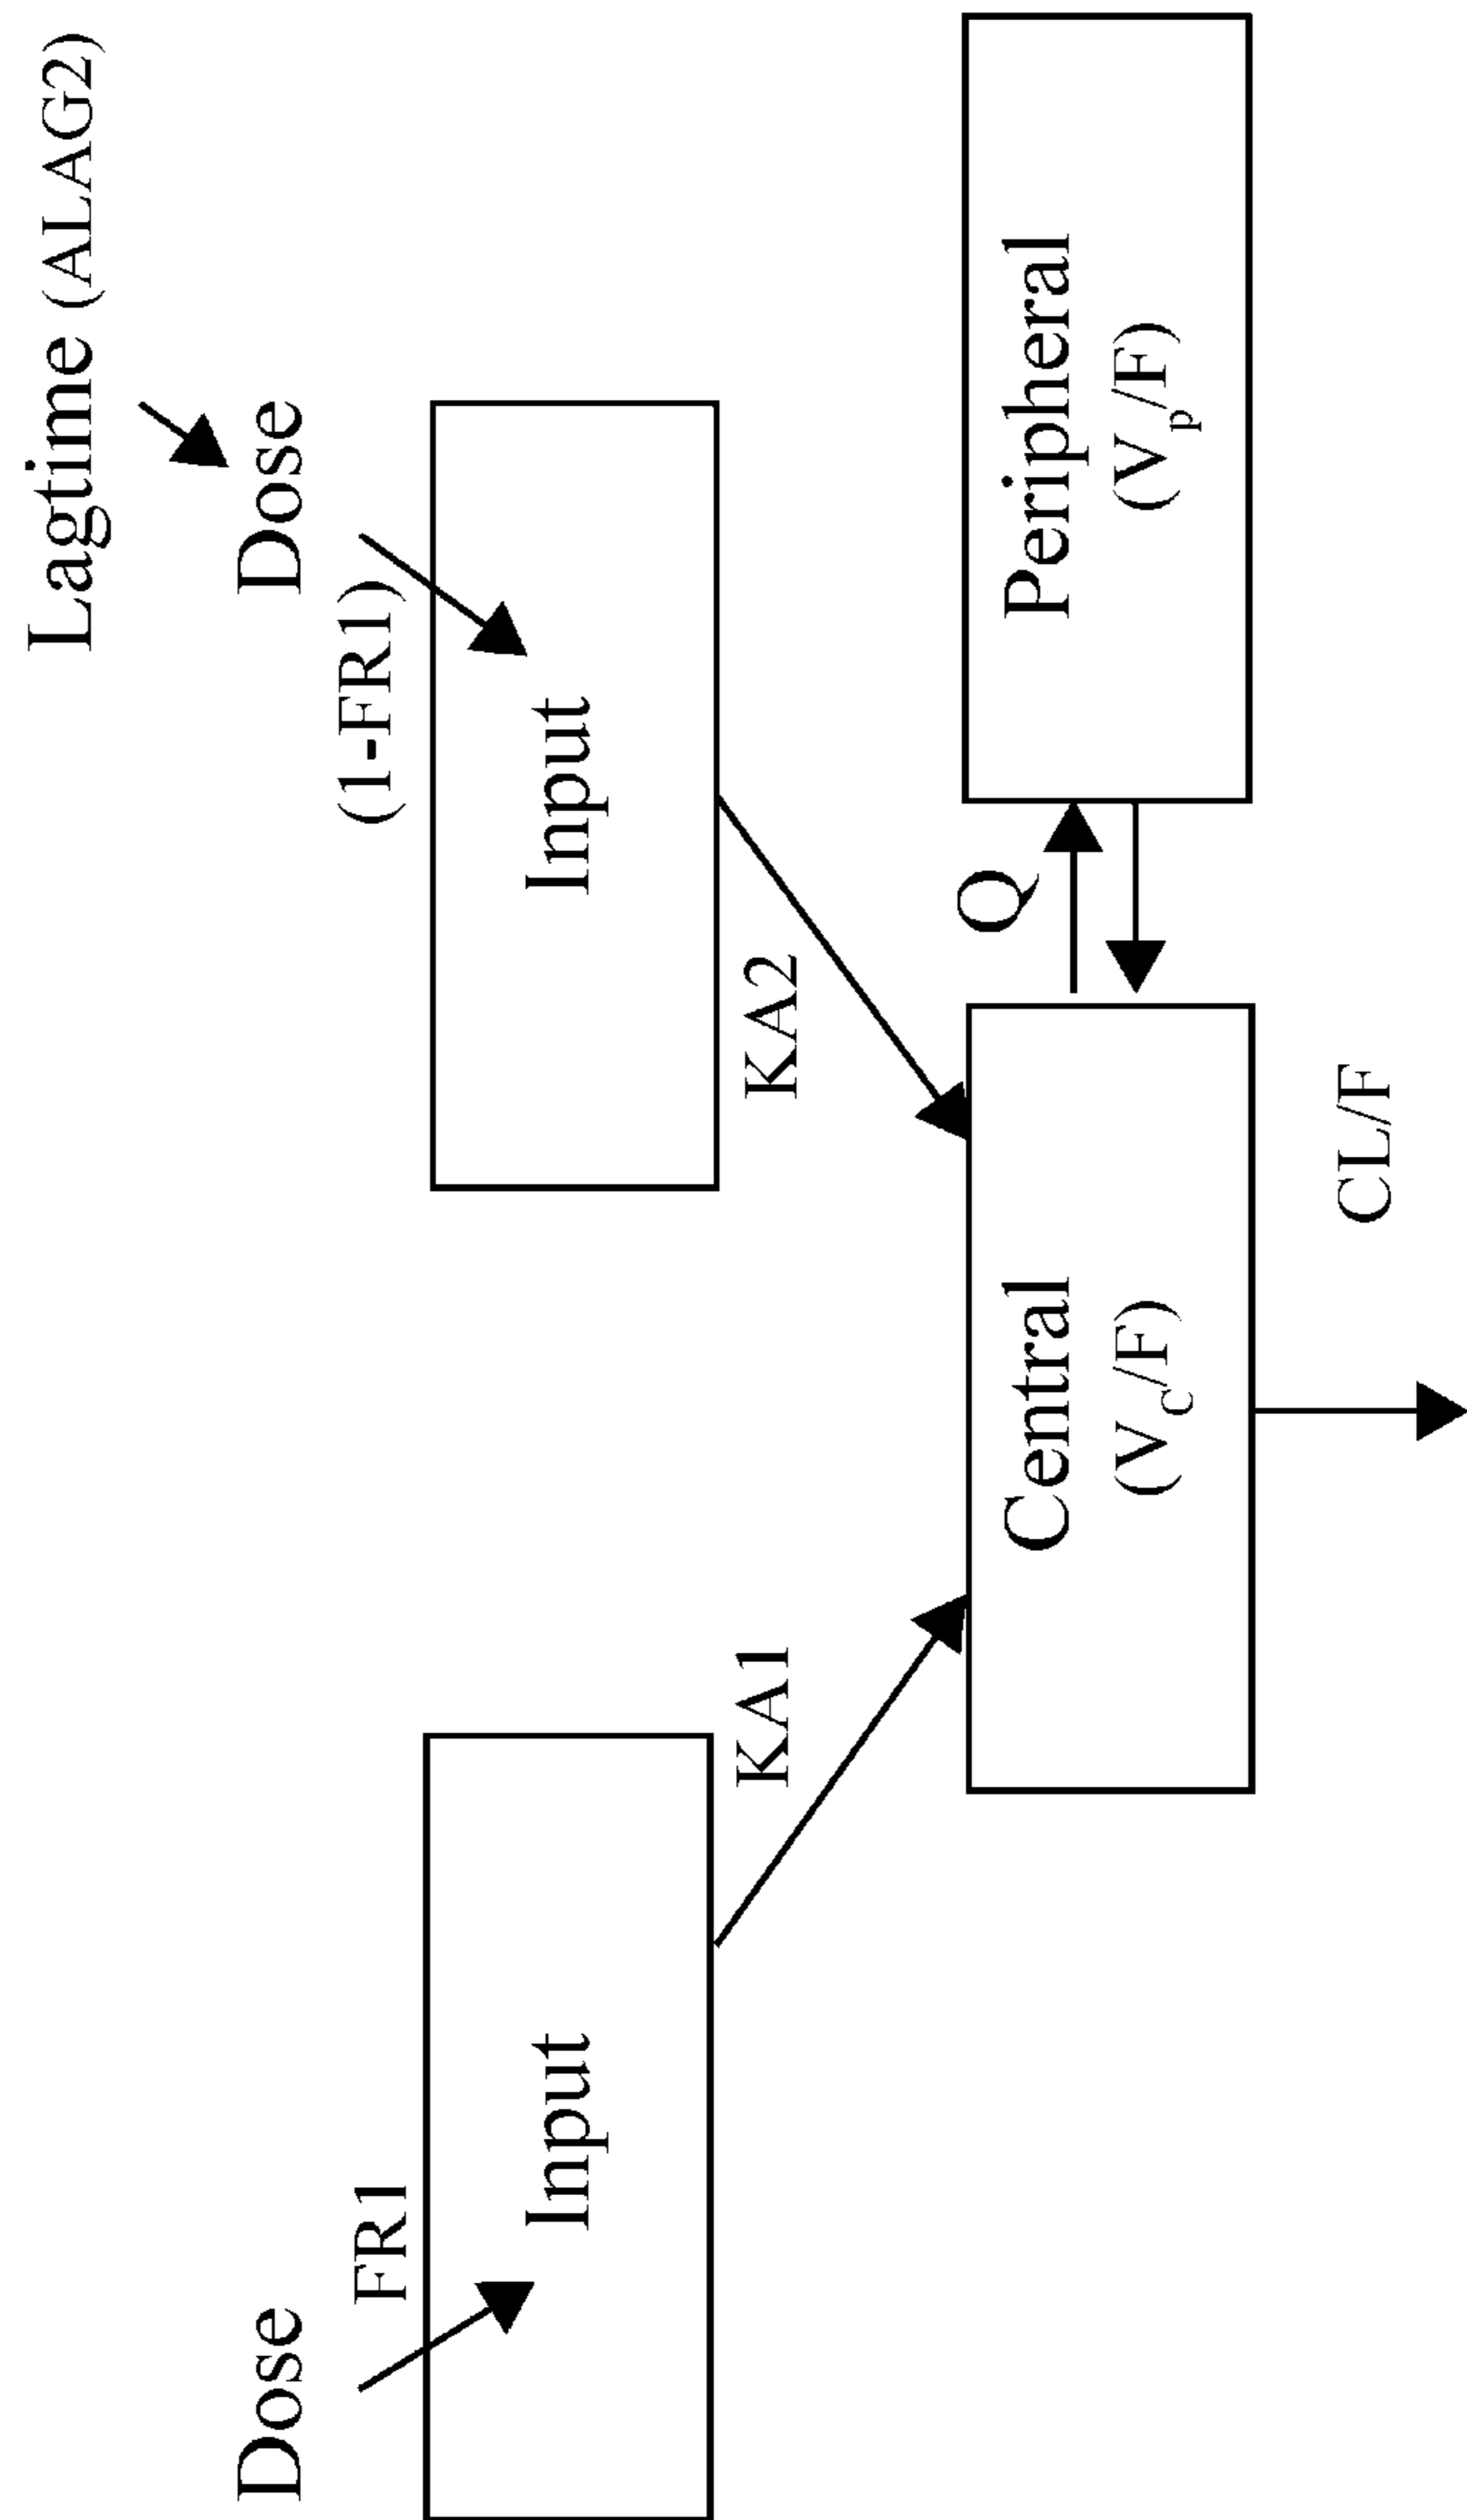 Lagtime (ALAG2)
Dose
Dose
FR1
(1-FR1)
Input
Input
KA1
KA2
Q
Central
(Vc/F)
Peripheral
(Vp/F)
CL/F